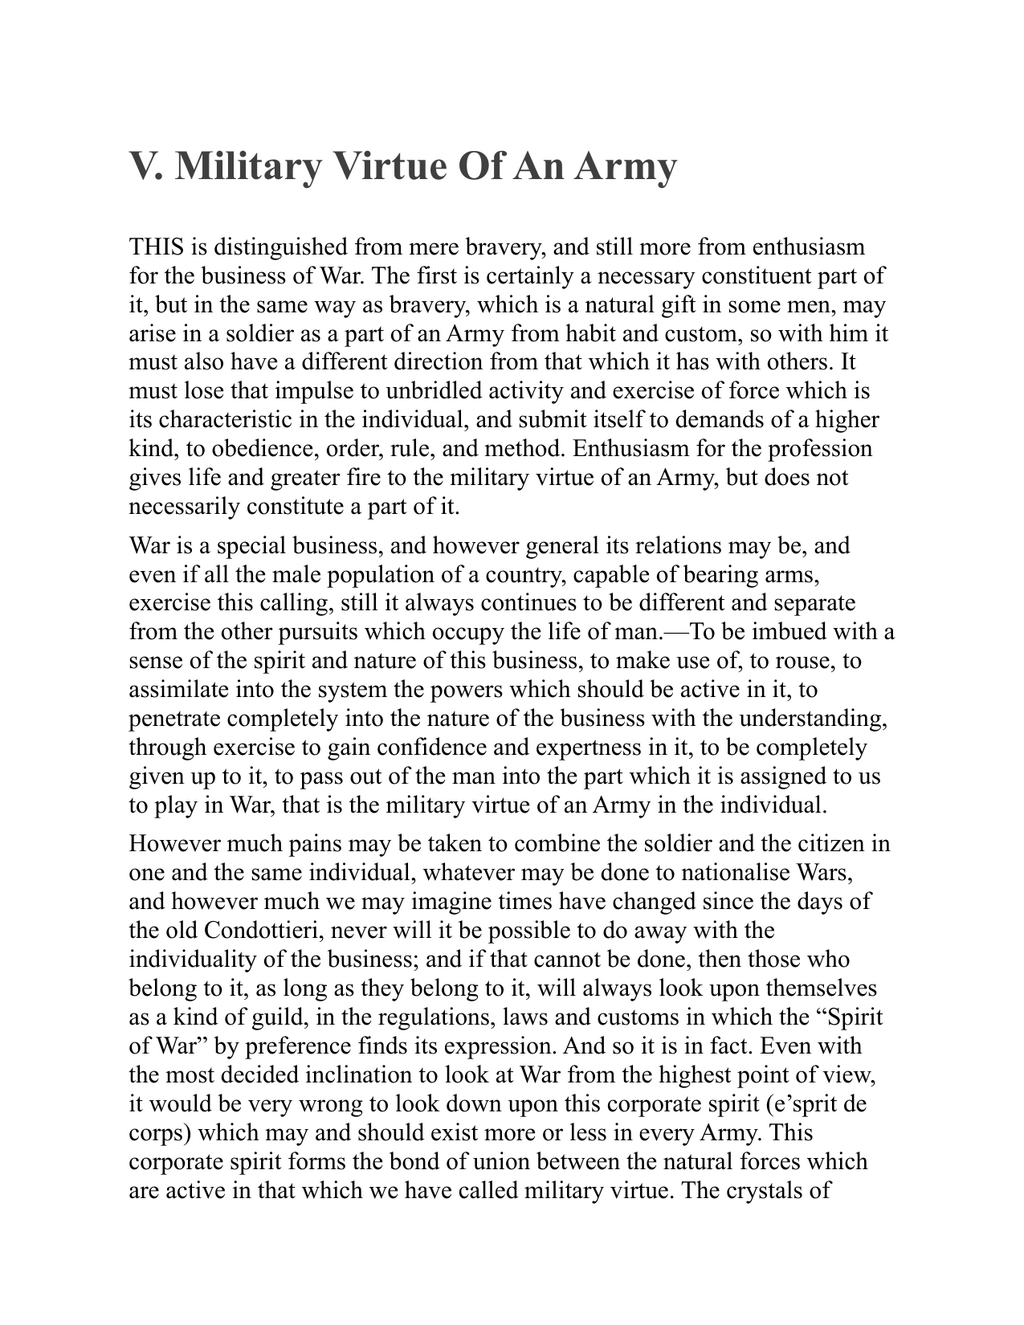 V. Military Virtue Of An Army
THIS is distinguished from mere bravery, and still more from enthusiasm
for the business of War. The first is certainly a necessary constituent part of
it, but in the same way as bravery, which is a natural gift in some men, may
arise in a soldier as a part of an Army from habit and custom, so with him it
must also have a different direction from that which it has with others. It
must lose that impulse to unbridled activity and exercise of force which is
its characteristic in the individual, and submit itself to demands of a higher
kind, to obedience, order, rule, and method. Enthusiasm for the profession
gives life and greater fire to the military virtue of an Army, but does not
necessarily constitute a part of it.
War is a special business, and however general its relations may be, and
even if all the male population of a country, capable of bearing arms,
exercise this calling, still it always continues to be different and separate
from the other pursuits which occupy the life of man.—To be imbued with a
sense of the spirit and nature of this business, to make use of, to rouse, to
assimilate into the system the powers which should be active in it, to
penetrate completely into the nature of the business with the understanding,
through exercise to gain confidence and expertness in it, to be completely
given up to it, to pass out of the man into the part which it is assigned to us
to play in War, that is the military virtue of an Army in the individual.
However much pains may be taken to combine the soldier and the citizen in
one and the same individual, whatever may be done to nationalise Wars,
and however much we may imagine times have changed since the days of
the old Condottieri, never will it be possible to do away with the
individuality of the business; and if that cannot be done, then those who
belong to it, as long as they belong to it, will always look upon themselves
as a kind of guild, in the regulations, laws and customs in which the “Spirit
of War” by preference finds its expression. And so it is in fact. Even with
the most decided inclination to look at War from the highest point of view,
it would be very wrong to look down upon this corporate spirit (e’sprit de
corps) which may and should exist more or less in every Army. This
corporate spirit forms the bond of union between the natural forces which
are active in that which we have called military virtue. The crystals of